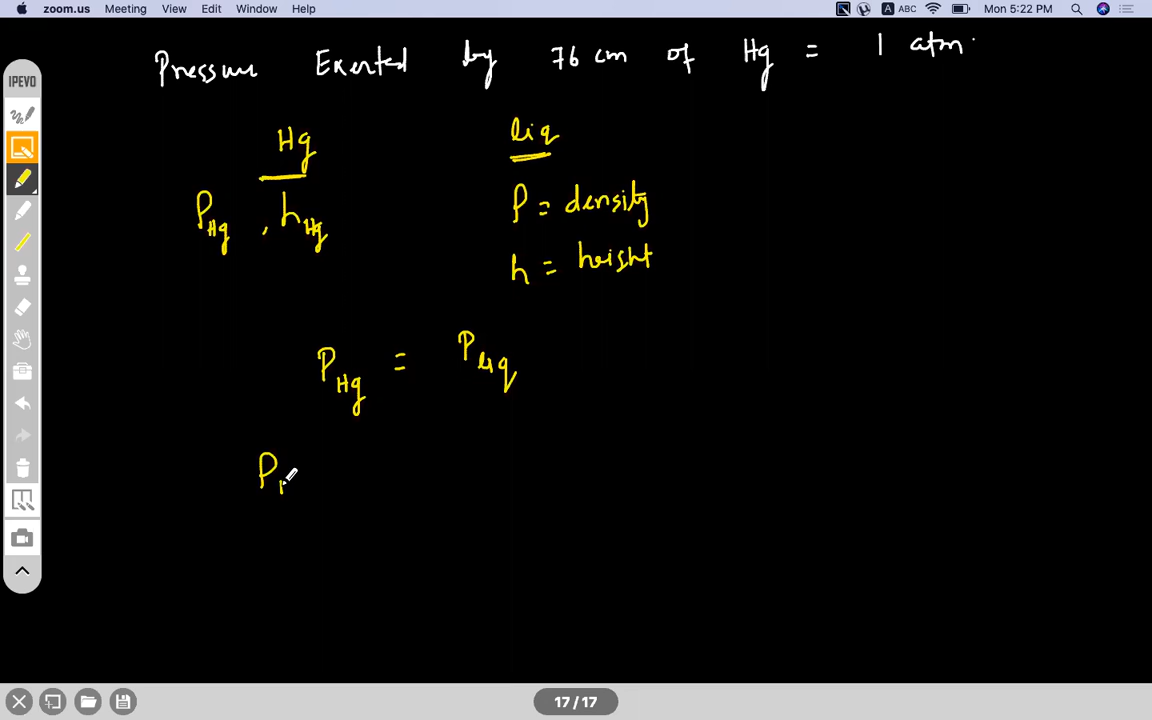 zoom.us Meeting View Edit Window Help ABC Mon 5:22 PM
Pressure Exerted by 76 cm of Hg = 1 atm.
IPEVO
Hg liq
ρHg , hHg ρ = density
h = height
PHg = Pliq
ρ
17/17